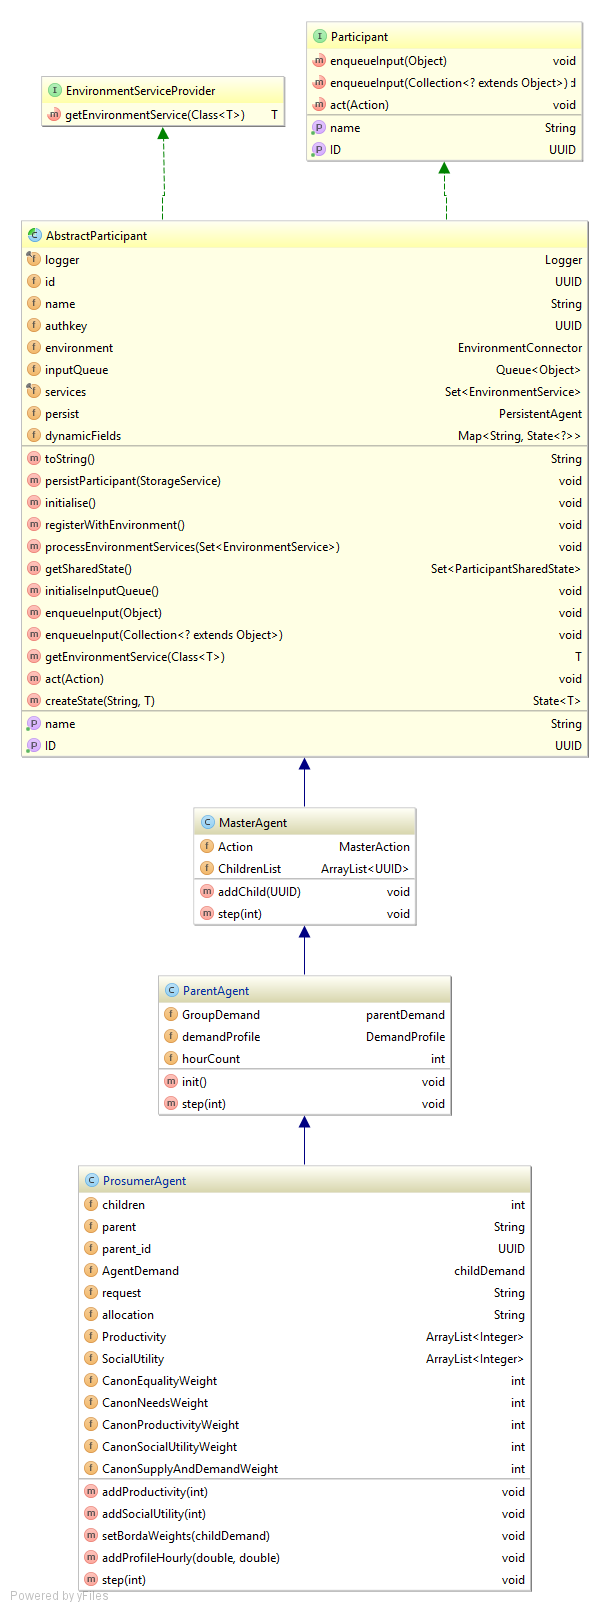 Participant
enqueueInput(Object) void
enqueueInput(Collection<? extends Object>) d
act(Action) void
name String
ID UUID
EnvironmentServiceProvider
getEnvironmentService(Class<T>) T
AbstractParticipant
logger Logger
id UUID
name String
authkey UUID
environment EnvironmentConnector
inputQueue Queue<Object>
services Set<EnvironmentService>
persist PersistentAgent
dynamicFields Map<String, State<?>>
toString() String
persistParticipant(StorageService) void
initialise() void
registerWithEnvironment() void
processEnvironmentServices(Set<EnvironmentService>) void
getSharedState() Set<ParticipantSharedState>
initialiseInputQueue() void
enqueueInput(Object) void
enqueueInput(Collection<? extends Object>) void
getEnvironmentService(Class<T>) T
act(Action) void
createState(String, T) State<T>
name String
ID UUID
MasterAgent
Action MasterAction
ChildrenList ArrayList<UUID>
addChild(UUID) void
step(int) void
ParentAgent
GroupDemand parentDemand
demandProfile DemandProfile
hourCount int
init() void
step(int) void
ProsumerAgent
children int
parent String
parent_id UUID
AgentDemand childDemand
request String
allocation String
Productivity ArrayList<Integer>
SocialUtility ArrayList<Integer>
CanonEqualityWeight int
CanonNeedsWeight int
CanonProductivityWeight int
CanonSocialUtilityWeight int
CanonSupplyAndDemandWeight int
addProductivity(int) void
addSocialUtility(int) void
setBordaWeights(childDemand) void
addProfileHourly(double, double) void
step(int) void
Powered by yFiles